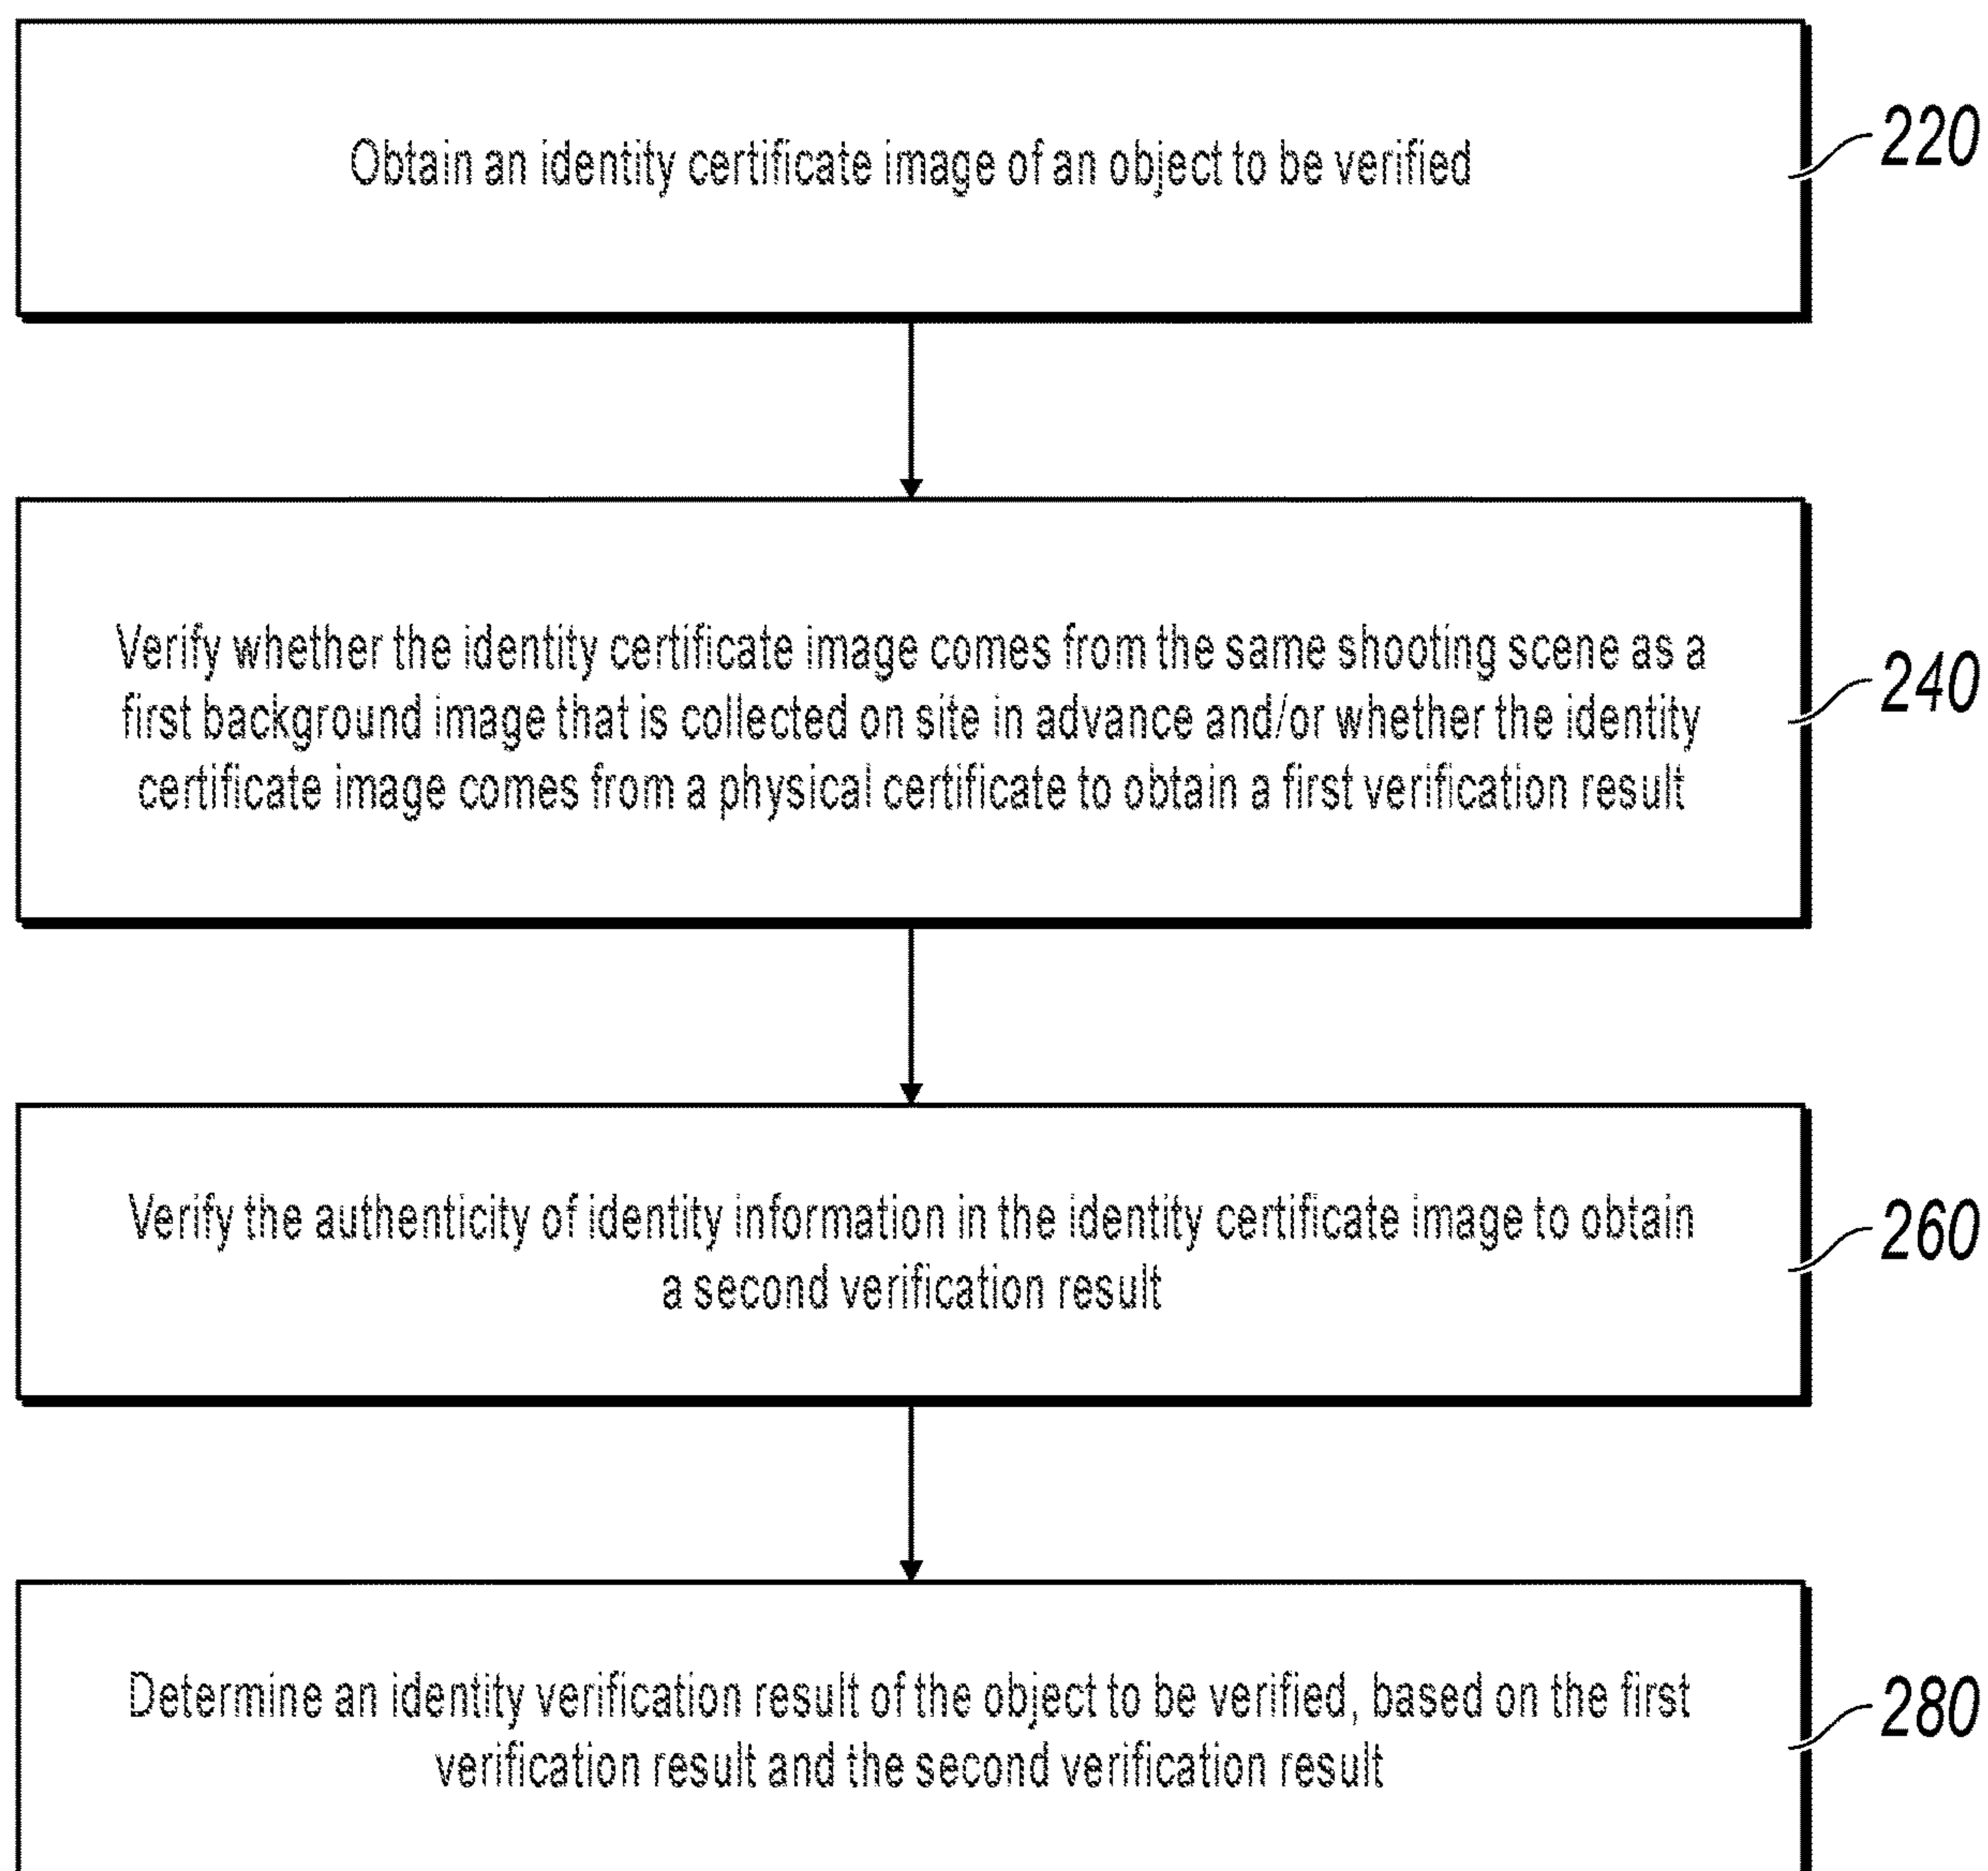 Obtain an identity certificate image of an object to be verified
220
Verify whether the identity certificate image comes from the same shooting scene as a
first background image that is collected on site in advance and/or whether the identity
certificate image comes from a physical certificate to obtain a first verification result
240
Verify the authenticity of identity information in the identity certificate image to obtain
a second verification result
260
Determine an identity verification result of the object to be verified, based on the first
verification result and the second verification result
280